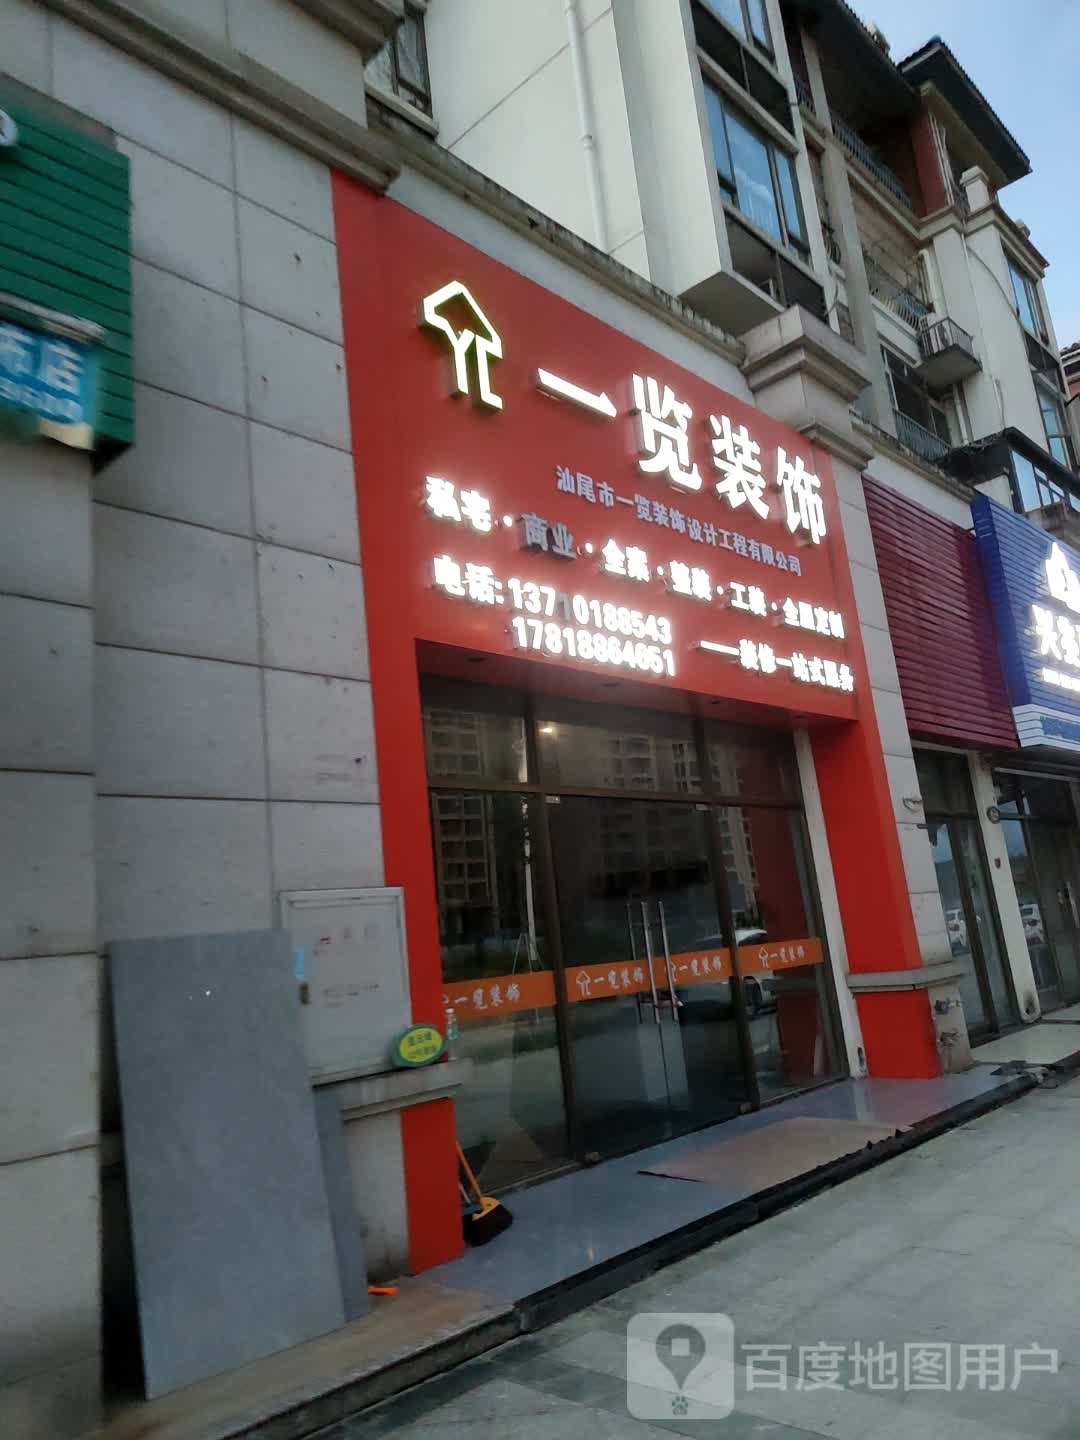 一览装饰
汕尾市一览装饰设计工程有限公司
私宅·商业·全案·整装·工装·全屋定制
电话:13710188543
17818864651
——装修一站式服务
一览装饰
一览装饰
一览装饰
一览装饰
百度地图用户